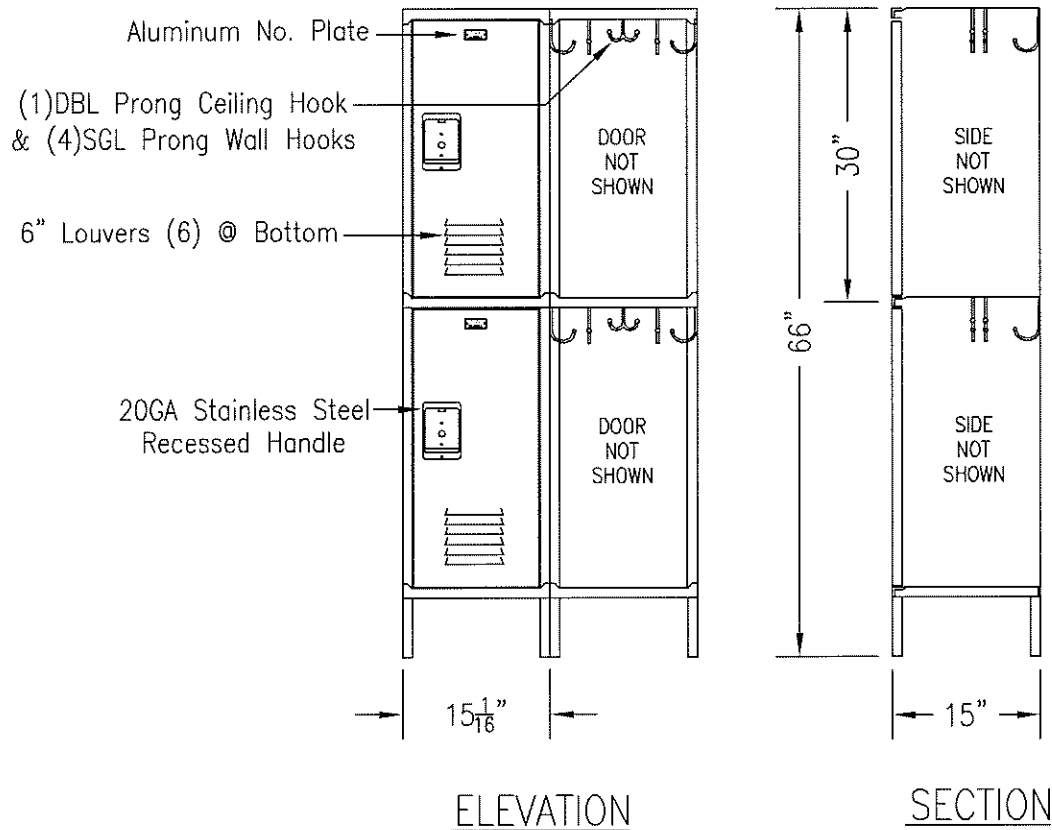 Aluminum No. Plate
(1)DBL Prong Ceiling Hook
& (4)SGL Prong Wall Hooks
6" Louvers (6) @ Bottom
20GA Stainless Steel
Recessed Handle
DOOR
NOT
SHOWN
DOOR
NOT
SHOWN
15 1/16"
ELEVATION
30"
66"
SIDE
NOT
SHOWN
SIDE
NOT
SHOWN
15"
SECTION